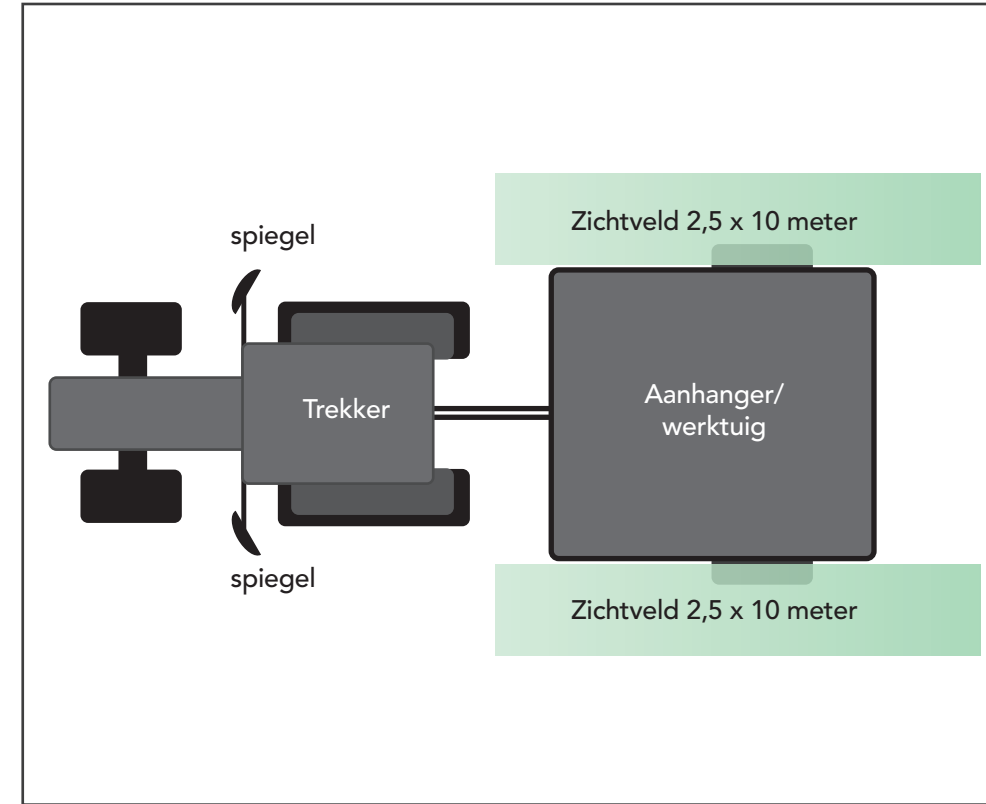 Zichtveld 2,5 x 10 meter
spiegel
Trekker
Aanhanger/
werktuig
spiegel
Zichtveld 2,5 x 10 meter